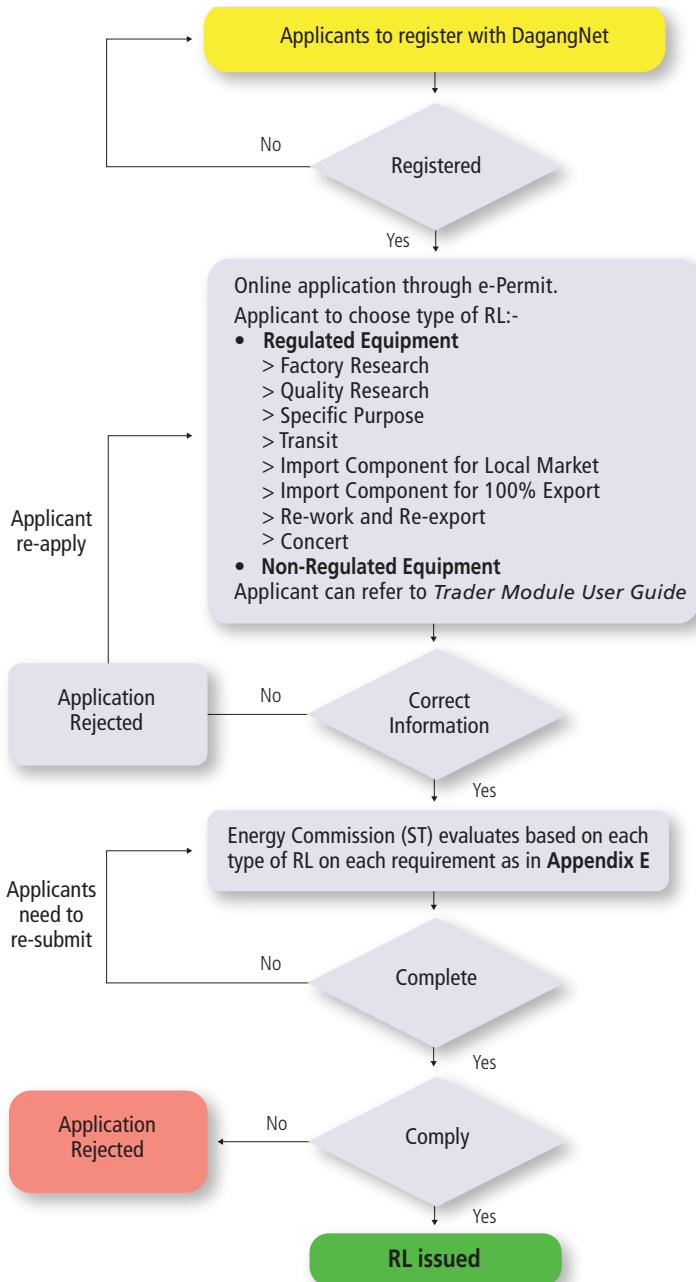 Applicants to register with DagangNet
No
Registered
Yes
Online application through e-Permit.
Applicant to choose type of RL:-
• Regulated Equipment
> Factory Research
> Quality Research
> Specific Purpose
> Transit
> Import Component for Local Market
> Import Component for 100% Export
> Re-work and Re-export
> Concert
• Non-Regulated Equipment
Applicant can refer to Trader Module User Guide
Applicant
re-apply
Application
Rejected
No
Correct
Information
Yes
Energy Commission (ST) evaluates based on each
type of RL on each requirement as in Appendix E
Applicants
need to
re-submit
No
Complete
Yes
Application
Rejected
No
Comply
Yes
RL issued